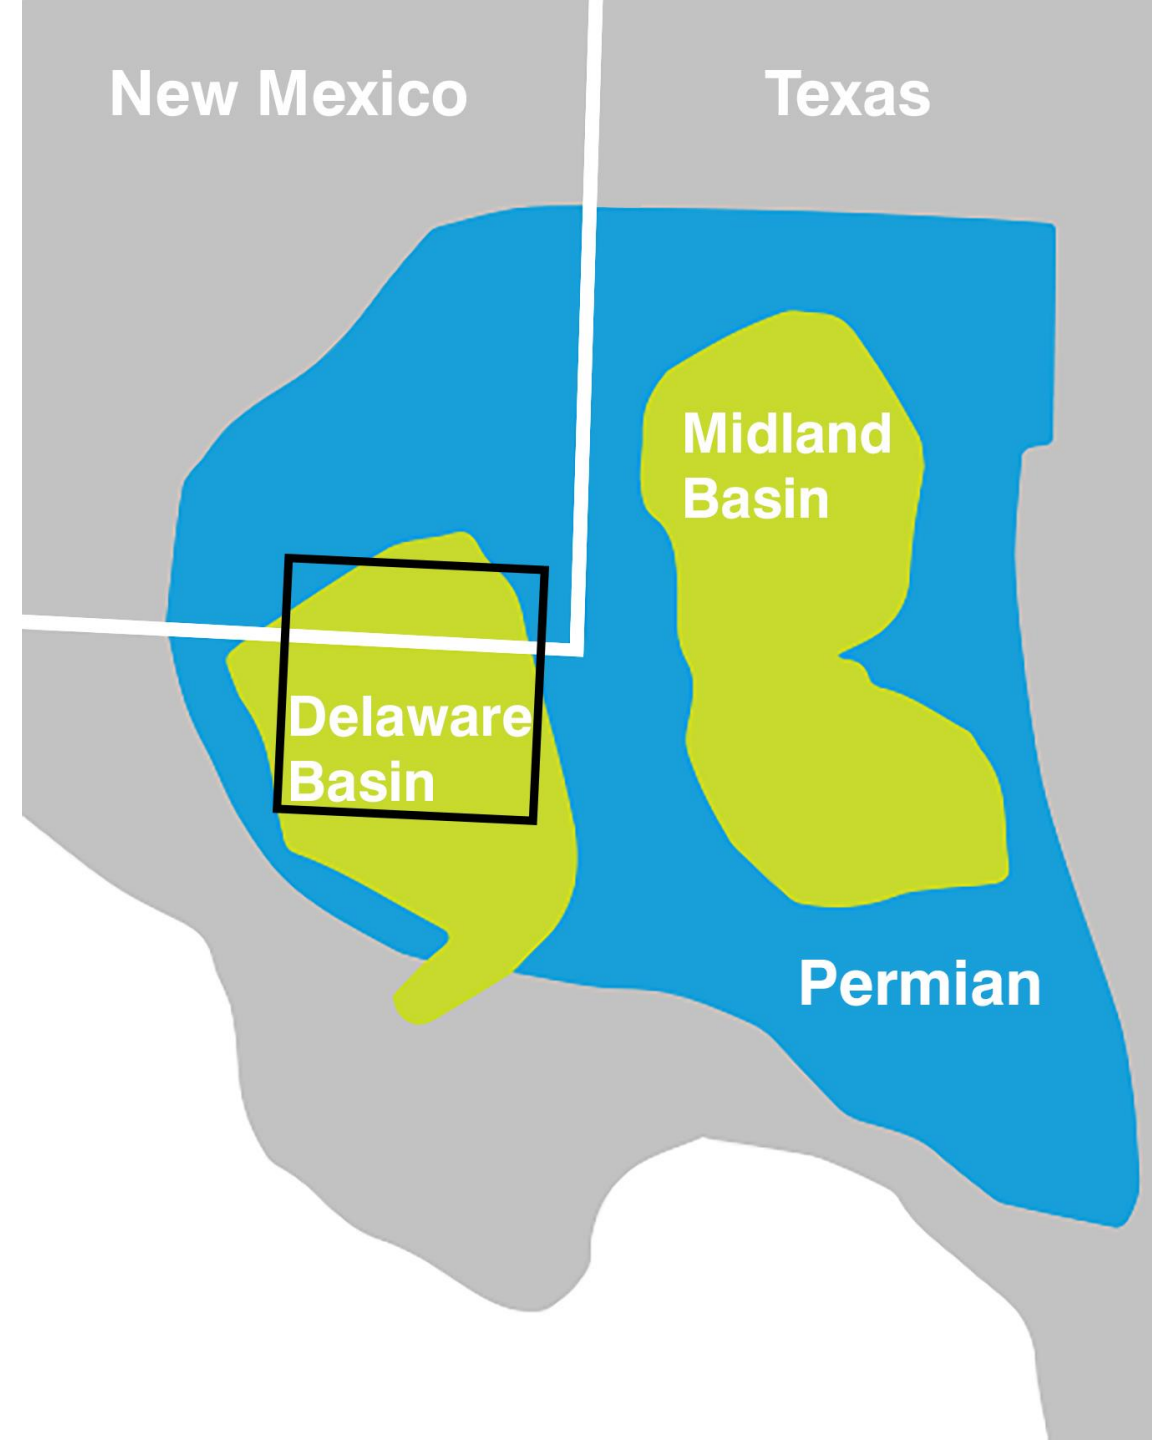 New Mexico
Texas
Midland
Basin
Delaware
Basin
Permian